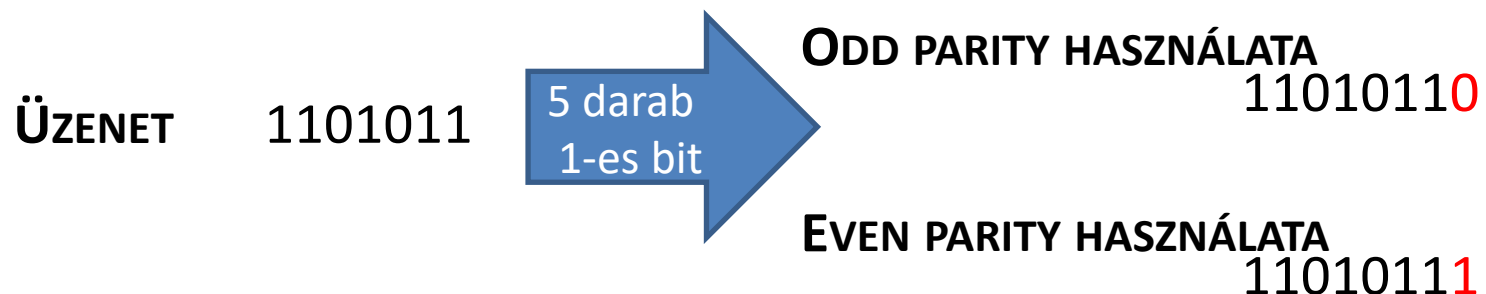 ÜZENET 1101011
5 darab
1-es bit
ODD PARITY HASZNÁLATA
11010110
EVEN PARITY HASZNÁLATA
11010111